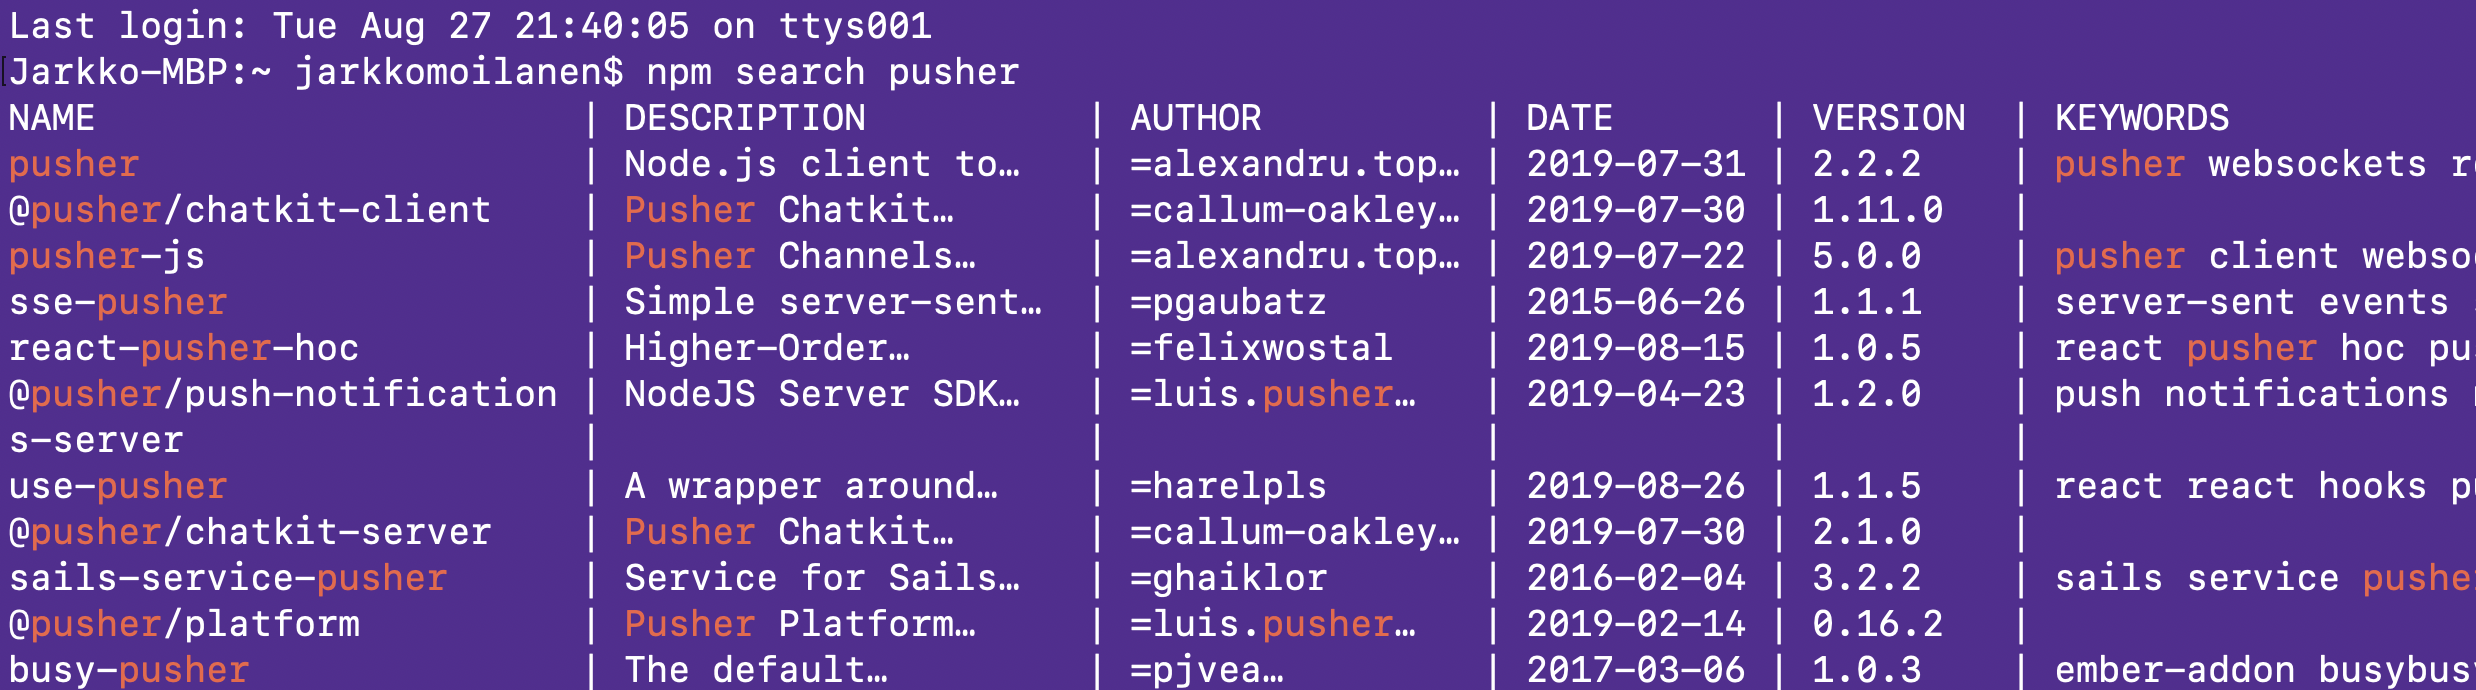 Last login: Tue Aug 27 21:40:05 on ttys001
Jarkko-MBP:~ jarkkomoilanen$ npm search pusher
NAME | DESCRIPTION | AUTHOR | DATE | VERSION | KEYWORDS
pusher | Node.js client to… | =alexandru.top… | 2019-07-31 | 2.2.2 | pusher websockets
@pusher/chatkit-client | Pusher Chatkit… | =callum-oakley… | 2019-07-30 | 1.11.0 |
pusher-js | Pusher Channels… | =alexandru.top… | 2019-07-22 | 5.0.0 | pusher client
sse-pusher | Simple server-sent… | =pgaubatz | 2015-06-26 | 1.1.1 | server-sent events
react-pusher-hoc | Higher-Order… | =felixwostal | 2019-08-15 | 1.0.5 | react pusher hoc
@pusher/push-notification | NodeJS Server SDK… | =luis.pusher… | 2019-04-23 | 1.2.0 | push notifications
s-server | | | | |
use-pusher | A wrapper around… | =harelpls | 2019-08-26 | 1.1.5 | react react hooks
@pusher/chatkit-server | Pusher Chatkit… | =callum-oakley… | 2019-07-30 | 2.1.0 |
sails-service-pusher | Service for Sails… | =ghaiklor | 2016-02-04 | 3.2.2 | sails service
@pusher/platform | Pusher Platform… | =luis.pusher… | 2019-02-14 | 0.16.2 |
busy-pusher | The default… | =pjvea… | 2017-03-06 | 1.0.3 | ember-addon